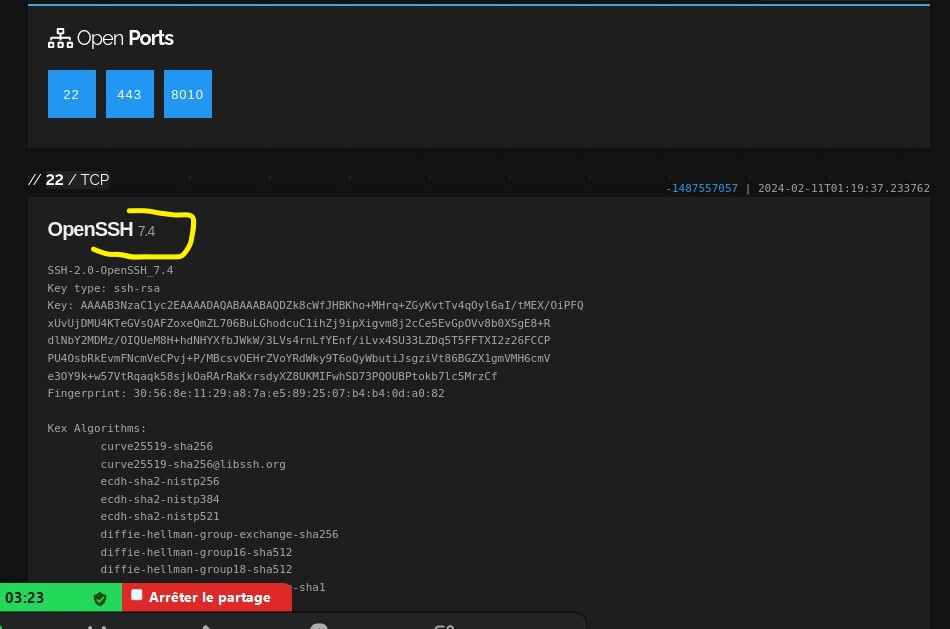 Open Ports
22 443 8010
// 22 / TCP
-1487557057 | 2024-02-11T01:19:37.233762
OpenSSH 7.4
SSH-2.0-OpenSSH_7.4
Key type: ssh-rsa
Key: AAAAB3NzaC1yc2EAAAADAQABAAABAQDZk8cWfJHBKho+MHrq+ZGyKvtTv4qOyl6aI/tMEX/OiPFQ
xUvUjDMU4KTeGVsQAFZoxeQmZL706BuLGhodcuC1ihZj9ipXigvm8j2cCe5EvGpOVv8b0XSgE8+R
dlNbY2MDMz/OIQUeM8H+hdNHYXfbJWkW/3LVs4rnLfYEnf/iLvx4SU33LZDq5T5FFTXI2z26FCCP
PU4OsbRkEvmFNcmVeCPvj+P/MBcsvOEHrZVoYRdWky9T6oQyWbutiJsgziVt86BGZX1gmVMH6cmV
e3OY9k+w57VtRqaqk58sjkOaRArRaKxrsdyXZ8UKMIFwhSD73PQOUBPtokb7lc5MrzCf
Fingerprint: 30:56:8e:11:29:a8:7a:e5:89:25:07:b4:b4:0d:a0:82
Kex Algorithms:
curve25519-sha256
curve25519-sha256@libssh.org
ecdh-sha2-nistp256
ecdh-sha2-nistp384
ecdh-sha2-nistp521
diffie-hellman-group-exchange-sha256
diffie-hellman-group16-sha512
diffie-hellman-group18-sha512
-sha1
03:23 Arrêter le partage